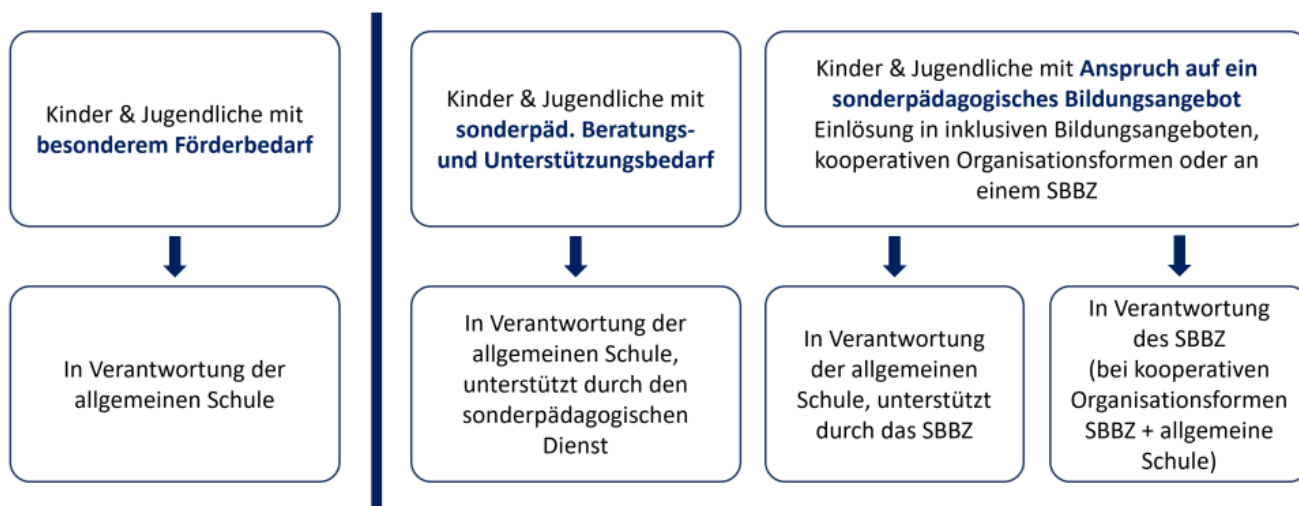 Kinder & Jugendliche mit
besonderem Förderbedarf
Kinder & Jugendliche mit
sonderpäd. Beratungs-
und Unterstützungsbedarf
Kinder & Jugendliche mit Anspruch auf ein
sonderpädagogisches Bildungsangebot
Einlösung in inklusiven Bildungsangeboten,
kooperativen Organisationsformen oder an
einem SBBZ
In Verantwortung der
allgemeinen Schule
In Verantwortung der
allgemeinen Schule,
unterstützt durch den
sonderpädagogischen
Dienst
In Verantwortung
der allgemeinen
Schule, unterstützt
durch das SBBZ
In Verantwortung
des SBBZ
(bei kooperativen
Organisationsformen
SBBZ + allgemeine
Schule)